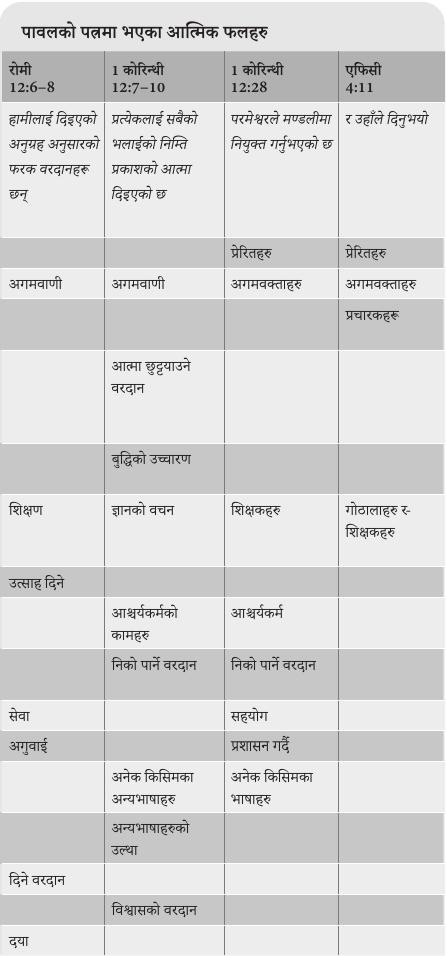 पावलको पत्रमा भएका आत्मिक फलहरु
रोमी 12:6–8 | 1 कोरिन्थी 12:7–10 | 1 कोरिन्थी 12:28 | एफिसी 4:11
हामीलाई दिइएको | प्रत्येकलाई सबैको | परमेश्वरले मण्डलीमा | र उहाँले दिनुभयो
अनुग्रह अनुसारको | भलाईको निम्ति | नियुक्त गर्नुभएको छ
फरक वरदानहरू | प्रकाशको आत्मा
छन् | दिइएको छ
प्रेरितहरु | प्रेरितहरु
अगमवाणी | अगमवाणी | अगमवक्ताहरु | अगमवक्ताहरु
प्रचारकहरू
आत्मा छुट्टयाउने
वरदान
बुद्धिको उच्चारण
शिक्षण | ज्ञानको वचन | शिक्षकहरु | गोठालाहरु र-
शिक्षकहरु
उत्साह दिने
आश्चर्यकर्मको | आश्चर्यकर्म
कामहरु
निको पार्ने वरदान | निको पार्ने वरदान
सेवा | सहयोग
अगुवाई | प्रशासन गर्दै
अनेक किसिमका | अनेक किसिमका
अन्यभाषाहरु | भाषाहरु
अन्यभाषाहरुको
उल्था
दिने वरदान
विश्वासको वरदान
दया